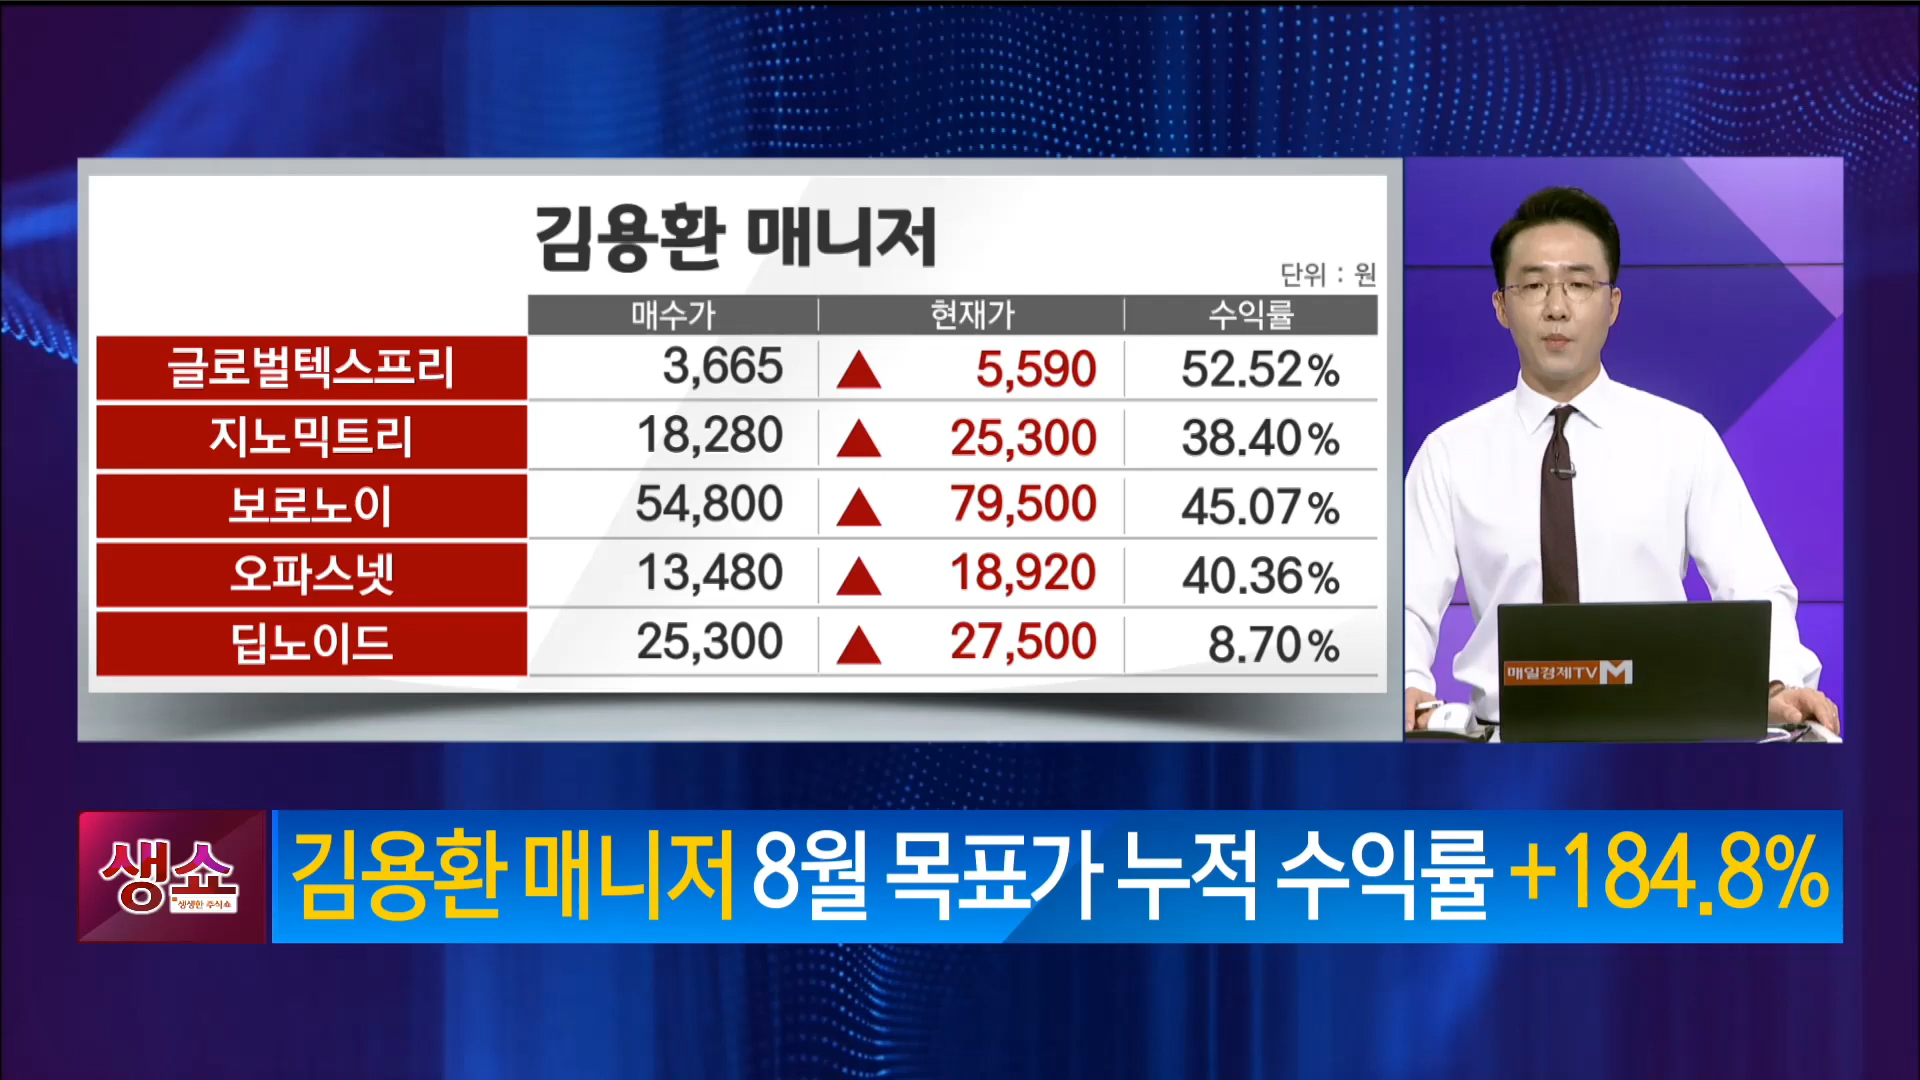 김용환 매니저
단위 : 원
매수가 현재가 수익률
글로벌텍스프리 3,665 ▲ 5,590 52.52%
지노믹트리 18,280 ▲ 25,300 38.40%
보로노이 54,800 ▲ 79,500 45.07%
오파스넷 13,480 ▲ 18,920 40.36%
딥노이드 25,300 ▲ 27,500 8.70%
매일경제TV M
생쇼
생생한 주식쇼
김용환 매니저 8월 목표가 누적 수익률 +184.8%